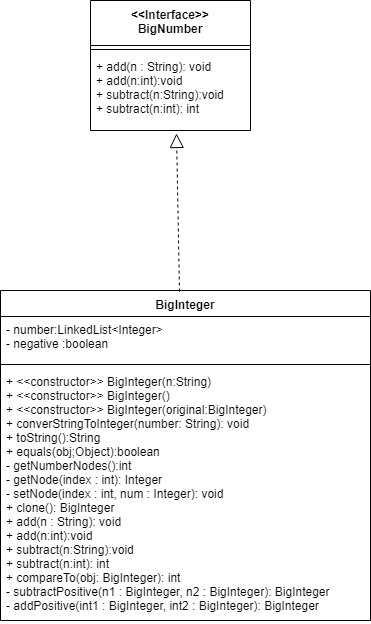 <<Interface>>
BigNumber
+ add(n : String): void
+ add(n:int):void
+ subtract(n:String):void
+ subtract(n:int): int
BigInteger
- number:LinkedList<Integer>
- negative :boolean
+ <<constructor>> BigInteger(n:String)
+ <<constructor>> BigInteger()
+ <<constructor>> BigInteger(original:BigInteger)
+ converStringToInteger(number: String): void
+ toString():String
+ equals(obj;Object):boolean
- getNumberNodes():int
- getNode(index : int): Integer
- setNode(index : int, num : Integer): void
+ clone(): BigInteger
+ add(n : String): void
+ add(n:int):void
+ subtract(n:String):void
+ subtract(n:int): int
+ compareTo(obj: BigInteger): int
- subtractPositive(n1 : BigInteger, n2 : BigInteger): BigInteger
- addPositive(int1 : BigInteger, int2 : BigInteger): BigInteger